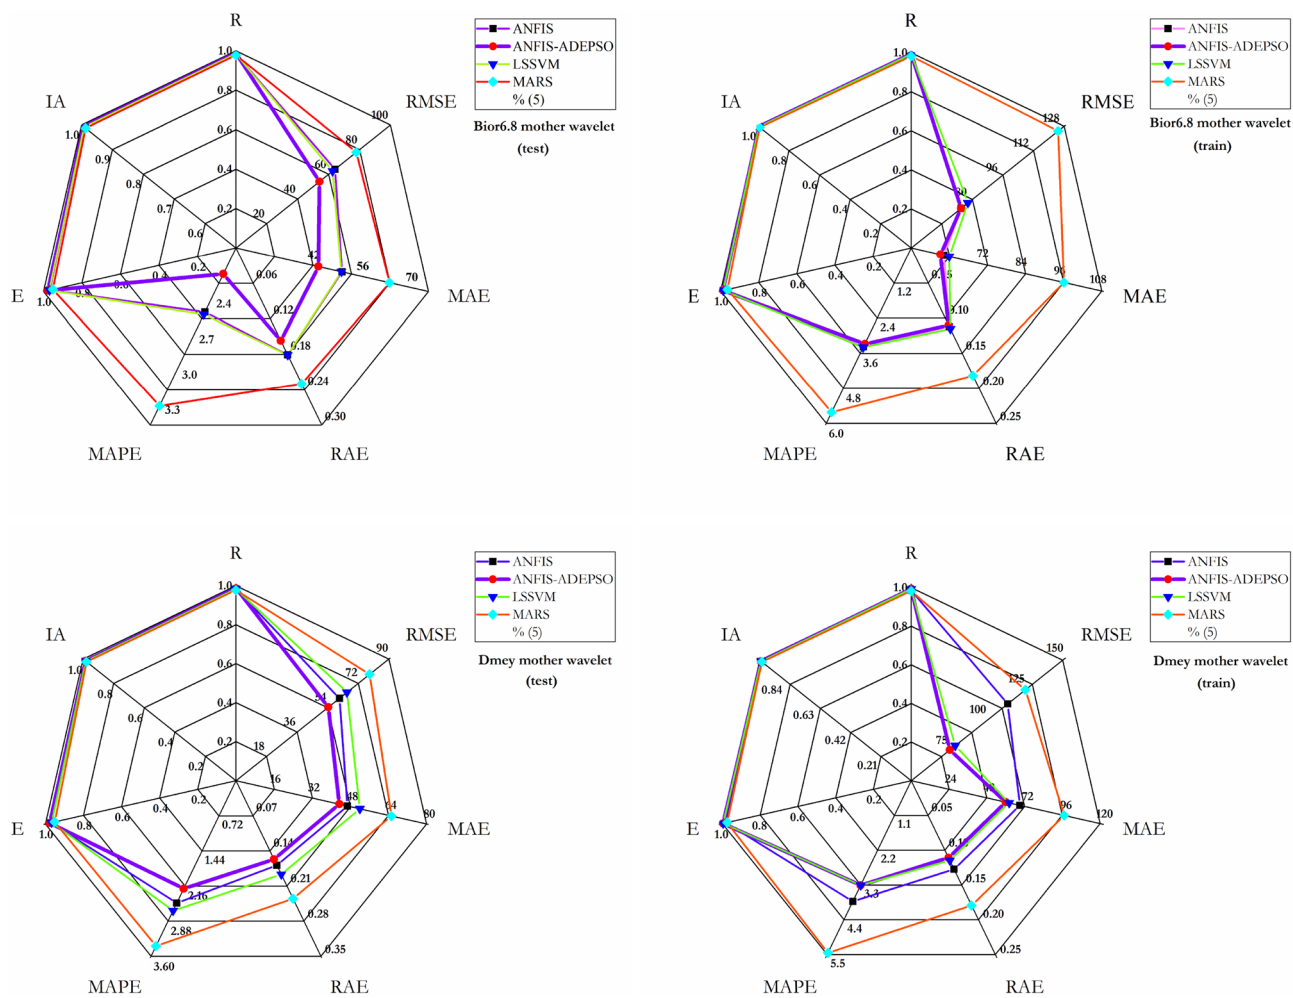 R
1.0
0.8
0.6
0.4
0.2
RMSE
100
80
60
40
20
MAE
70
56
42
RAE
0.30
0.24
0.18
0.12
0.06
MAPE
3.3
3.0
2.7
2.4
E
1.0
0.8
0.4
0.2
IA
1.0
0.9
0.8
0.7
0.6
ANFIS
ANFIS-ADEPSO
LSSVM
MARS
% (5)
Bior6.8 mother wavelet
(test)
R
1.0
0.8
0.6
0.4
0.2
RMSE
128
112
96
80
MAE
108
96
84
72
RAE
0.25
0.20
0.15
0.10
MAPE
6.0
4.8
3.6
2.4
1.2
E
1.0
0.8
0.6
0.4
0.2
IA
1.0
0.8
0.6
0.4
0.2
ANFIS
ANFIS-ADEPSO
LSSVM
MARS
% (5)
Bior6.8 mother wavelet
(train)
R
1.0
0.8
0.6
0.4
0.2
RMSE
90
72
54
36
18
MAE
80
64
48
32
16
RAE
0.35
0.28
0.21
0.14
0.07
MAPE
3.60
2.88
2.16
1.44
0.72
E
1.0
0.8
0.6
0.4
0.2
IA
1.0
0.8
0.6
0.4
0.2
ANFIS
ANFIS-ADEPSO
LSSVM
MARS
% (5)
Dmey mother wavelet
(test)
R
1.0
0.8
0.6
0.4
0.2
RMSE
150
125
100
75
MAE
120
96
72
48
24
RAE
0.25
0.20
0.15
0.05
MAPE
5.5
4.4
3.3
2.2
1.1
E
1.0
0.8
0.6
0.4
0.2
IA
0.84
0.63
0.42
0.21
ANFIS
ANFIS-ADEPSO
LSSVM
MARS
% (5)
Dmey mother wavelet
(train)